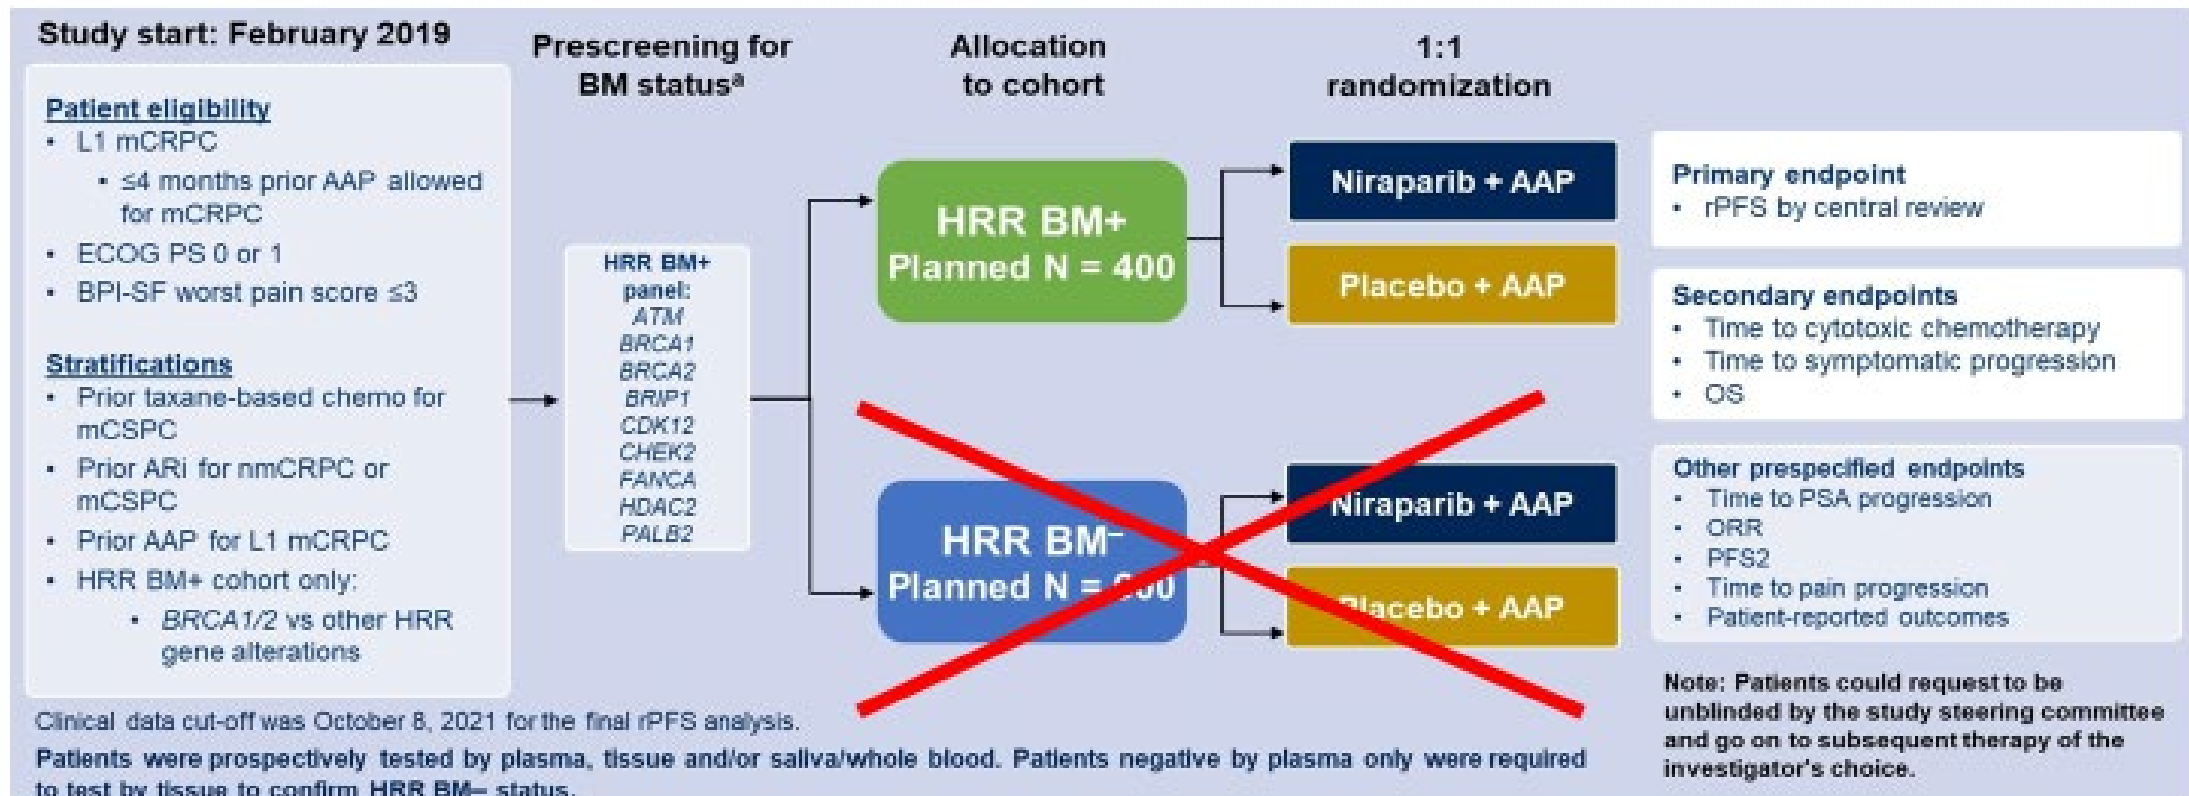 Study start: February 2019
Patient eligibility
• L1 mCRPC
• ≤4 months prior AAP allowed
for mCRPC
• ECOG PS 0 or 1
• BPI-SF worst pain score ≤3
Stratifications
• Prior taxane-based chemo for
mCSPC
• Prior ARi for nmCRPC or
mCSPC
• Prior AAP for L1 mCRPC
• HRR BM+ cohort only:
• BRCA1/2 vs other HRR
gene alterations
Prescreening for
BM statusᵃ
HRR BM+
panel:
ATM
BRCA1
BRCA2
BRIP1
CDK12
CHEK2
FANCA
HDAC2
PALB2
Allocation
to cohort
HRR BM+
Planned N = 400
HRR BM–
Planned N =
1:1
randomization
Niraparib + AAP
Placebo + AAP
Niraparib + AAP
Placebo + AAP
Primary endpoint
• rPFS by central review
Secondary endpoints
• Time to cytotoxic chemotherapy
• Time to symptomatic progression
• OS
Other prespecified endpoints
• Time to PSA progression
• ORR
• PFS2
• Time to pain progression
• Patient-reported outcomes
Note: Patients could request to be
unblinded by the study steering committee
and go on to subsequent therapy of the
investigator's choice.
Clinical data cut-off was October 8, 2021 for the final rPFS analysis.
Patients were prospectively tested by plasma, tissue and/or saliva/whole blood. Patients negative by plasma only were required
to test by tissue to confirm HRR BM– status.